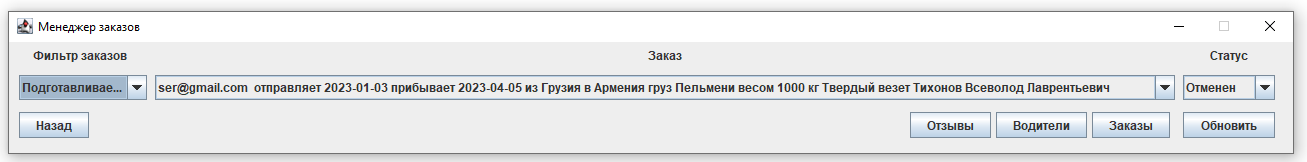 Менеджер заказов
Фильтр заказов Заказ Статус
Подготавливае... ser@gmail.com отправляет 2023-01-03 прибывает 2023-04-05 из Грузия в Армения груз Пельмени весом 1000 кг Твердый везет Тихонов Всеволод Лаврентьевич Отменен
Назад Отзывы Водители Заказы Обновить